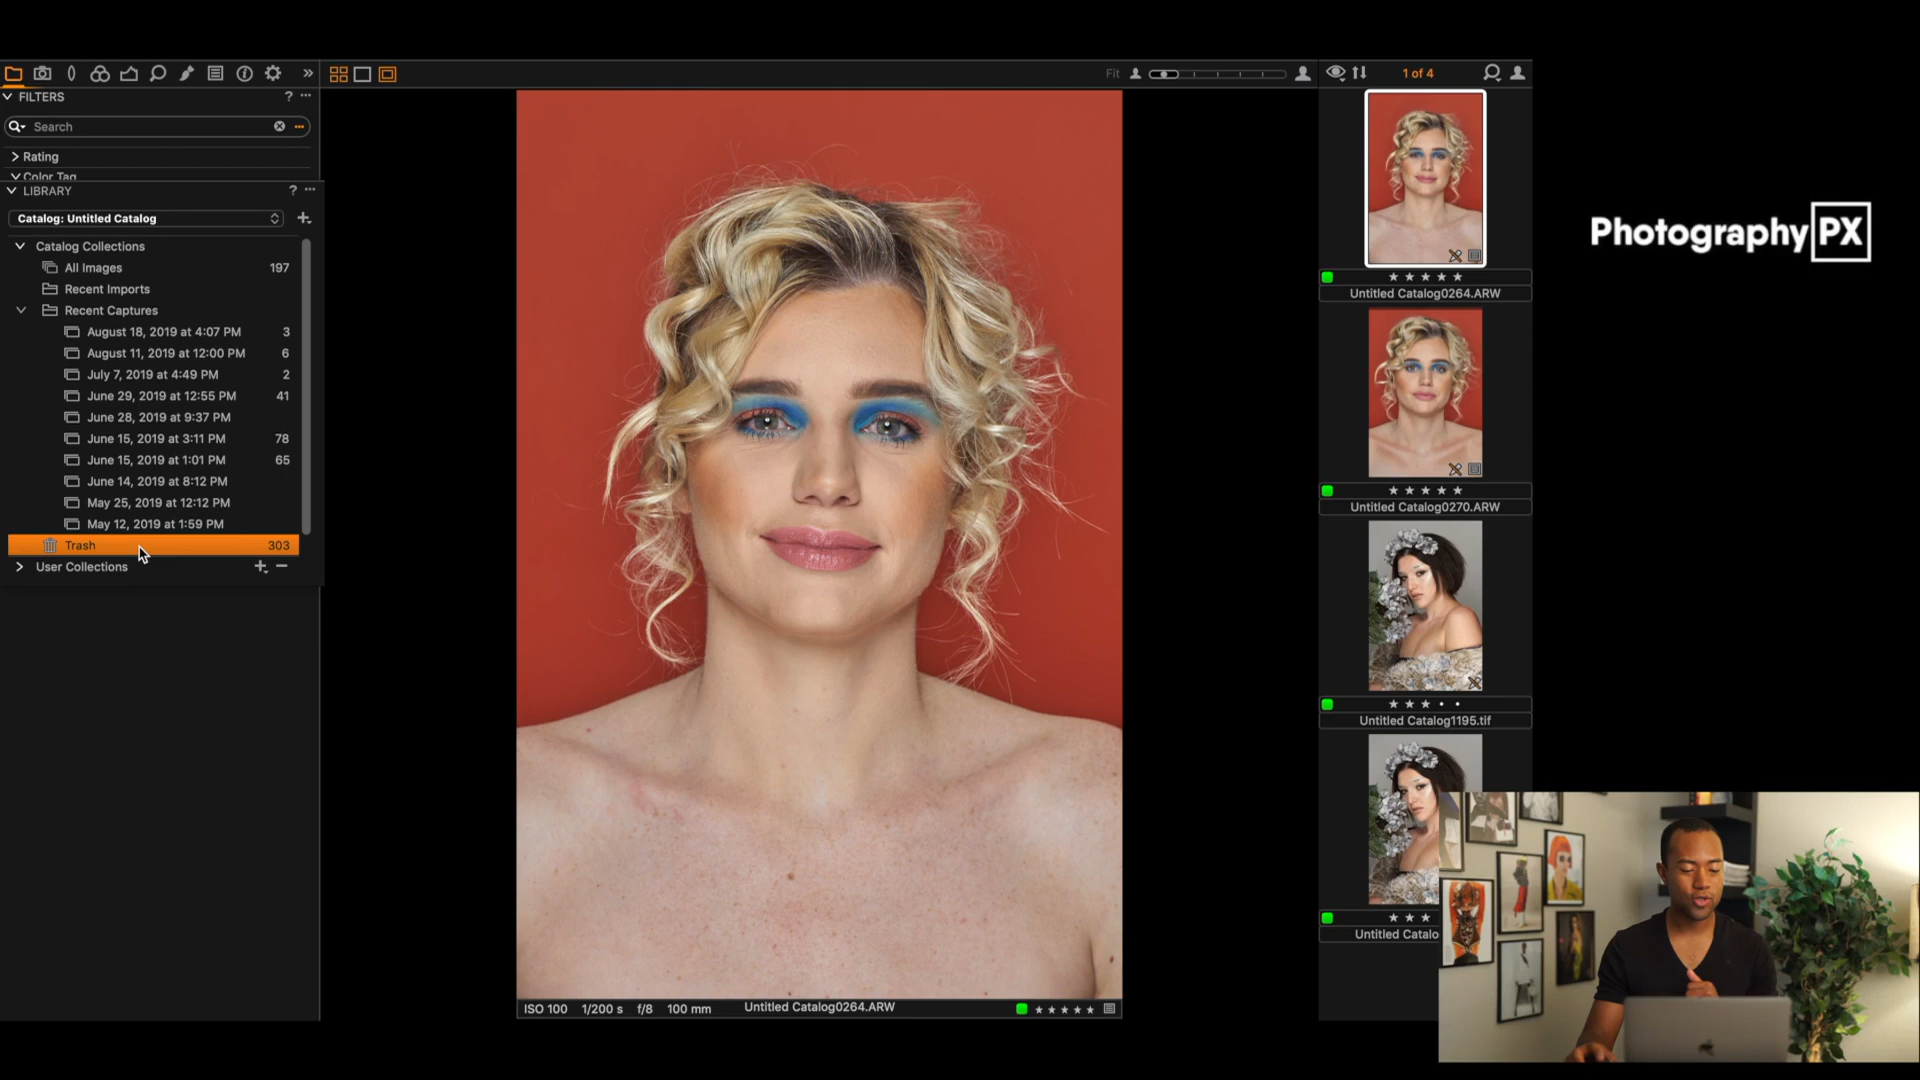 FILTERS ? ...
Search
Rating
Color Tag
LIBRARY ? ...
Catalog: Untitled Catalog
Catalog Collections
All Images 197
Recent Imports
Recent Captures
August 18, 2019 at 4:07 PM 3
August 11, 2019 at 12:00 PM 6
July 7, 2019 at 4:49 PM 2
June 29, 2019 at 12:55 PM 41
June 28, 2019 at 9:37 PM
June 15, 2019 at 3:11 PM 78
June 15, 2019 at 1:01 PM 65
June 14, 2019 at 8:12 PM
May 25, 2019 at 12:12 PM
May 12, 2019 at 1:59 PM
Trash 303
User Collections
Fit
ISO 100 1/200 s f/8 100 mm Untitled Catalog0264.ARW
1 of 4
Untitled Catalog0264.ARW
Untitled Catalog0270.ARW
Untitled Catalog1195.tif
Untitled Catalo
Photography PX